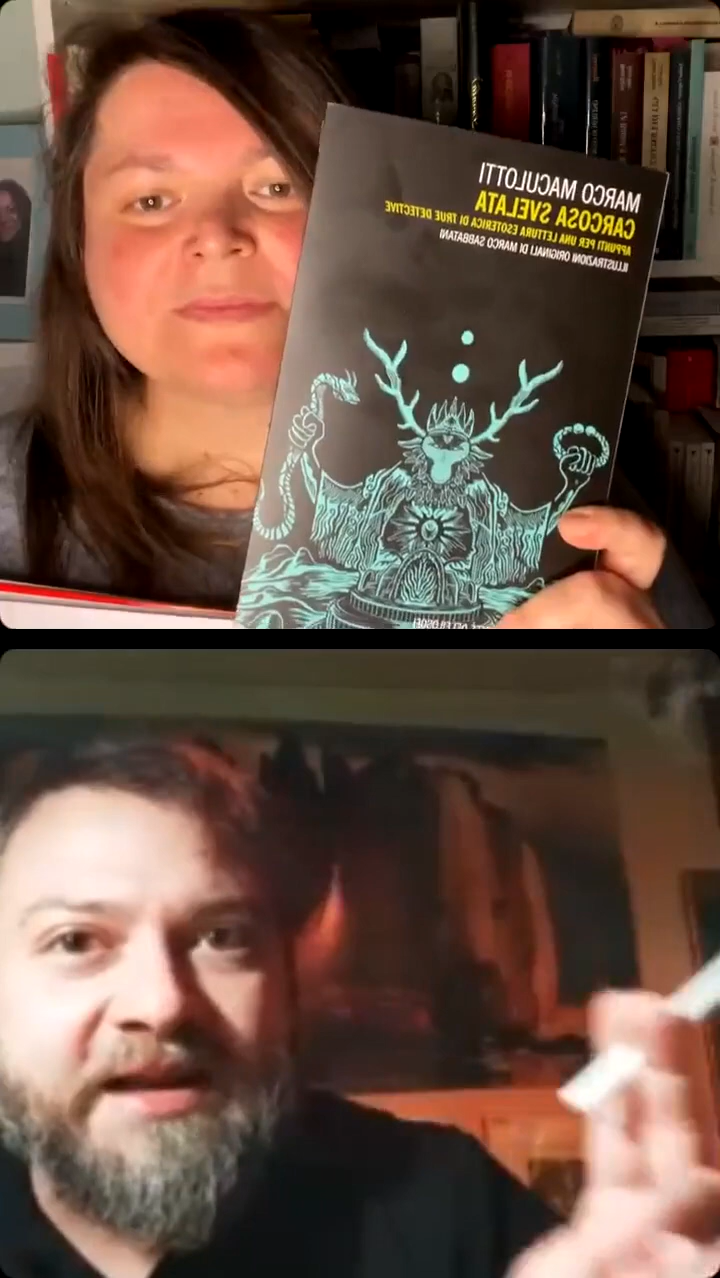 MARCO MACULOTTI
CARCOSA SVELATA
APPUNTI PER UNA LETTURA ESOTERICA DI TRUE DETECTIVE
ILLUSTRAZIONI ORIGINALI DI MARCO SABBATANI